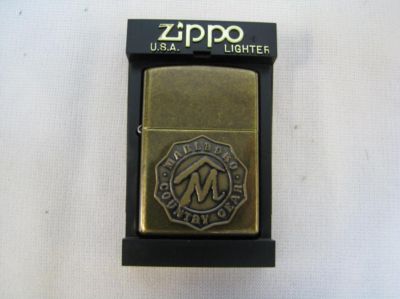 zippo
U.S.A. LIGHTER
MARLBORO
M
COUNTRY GEAR